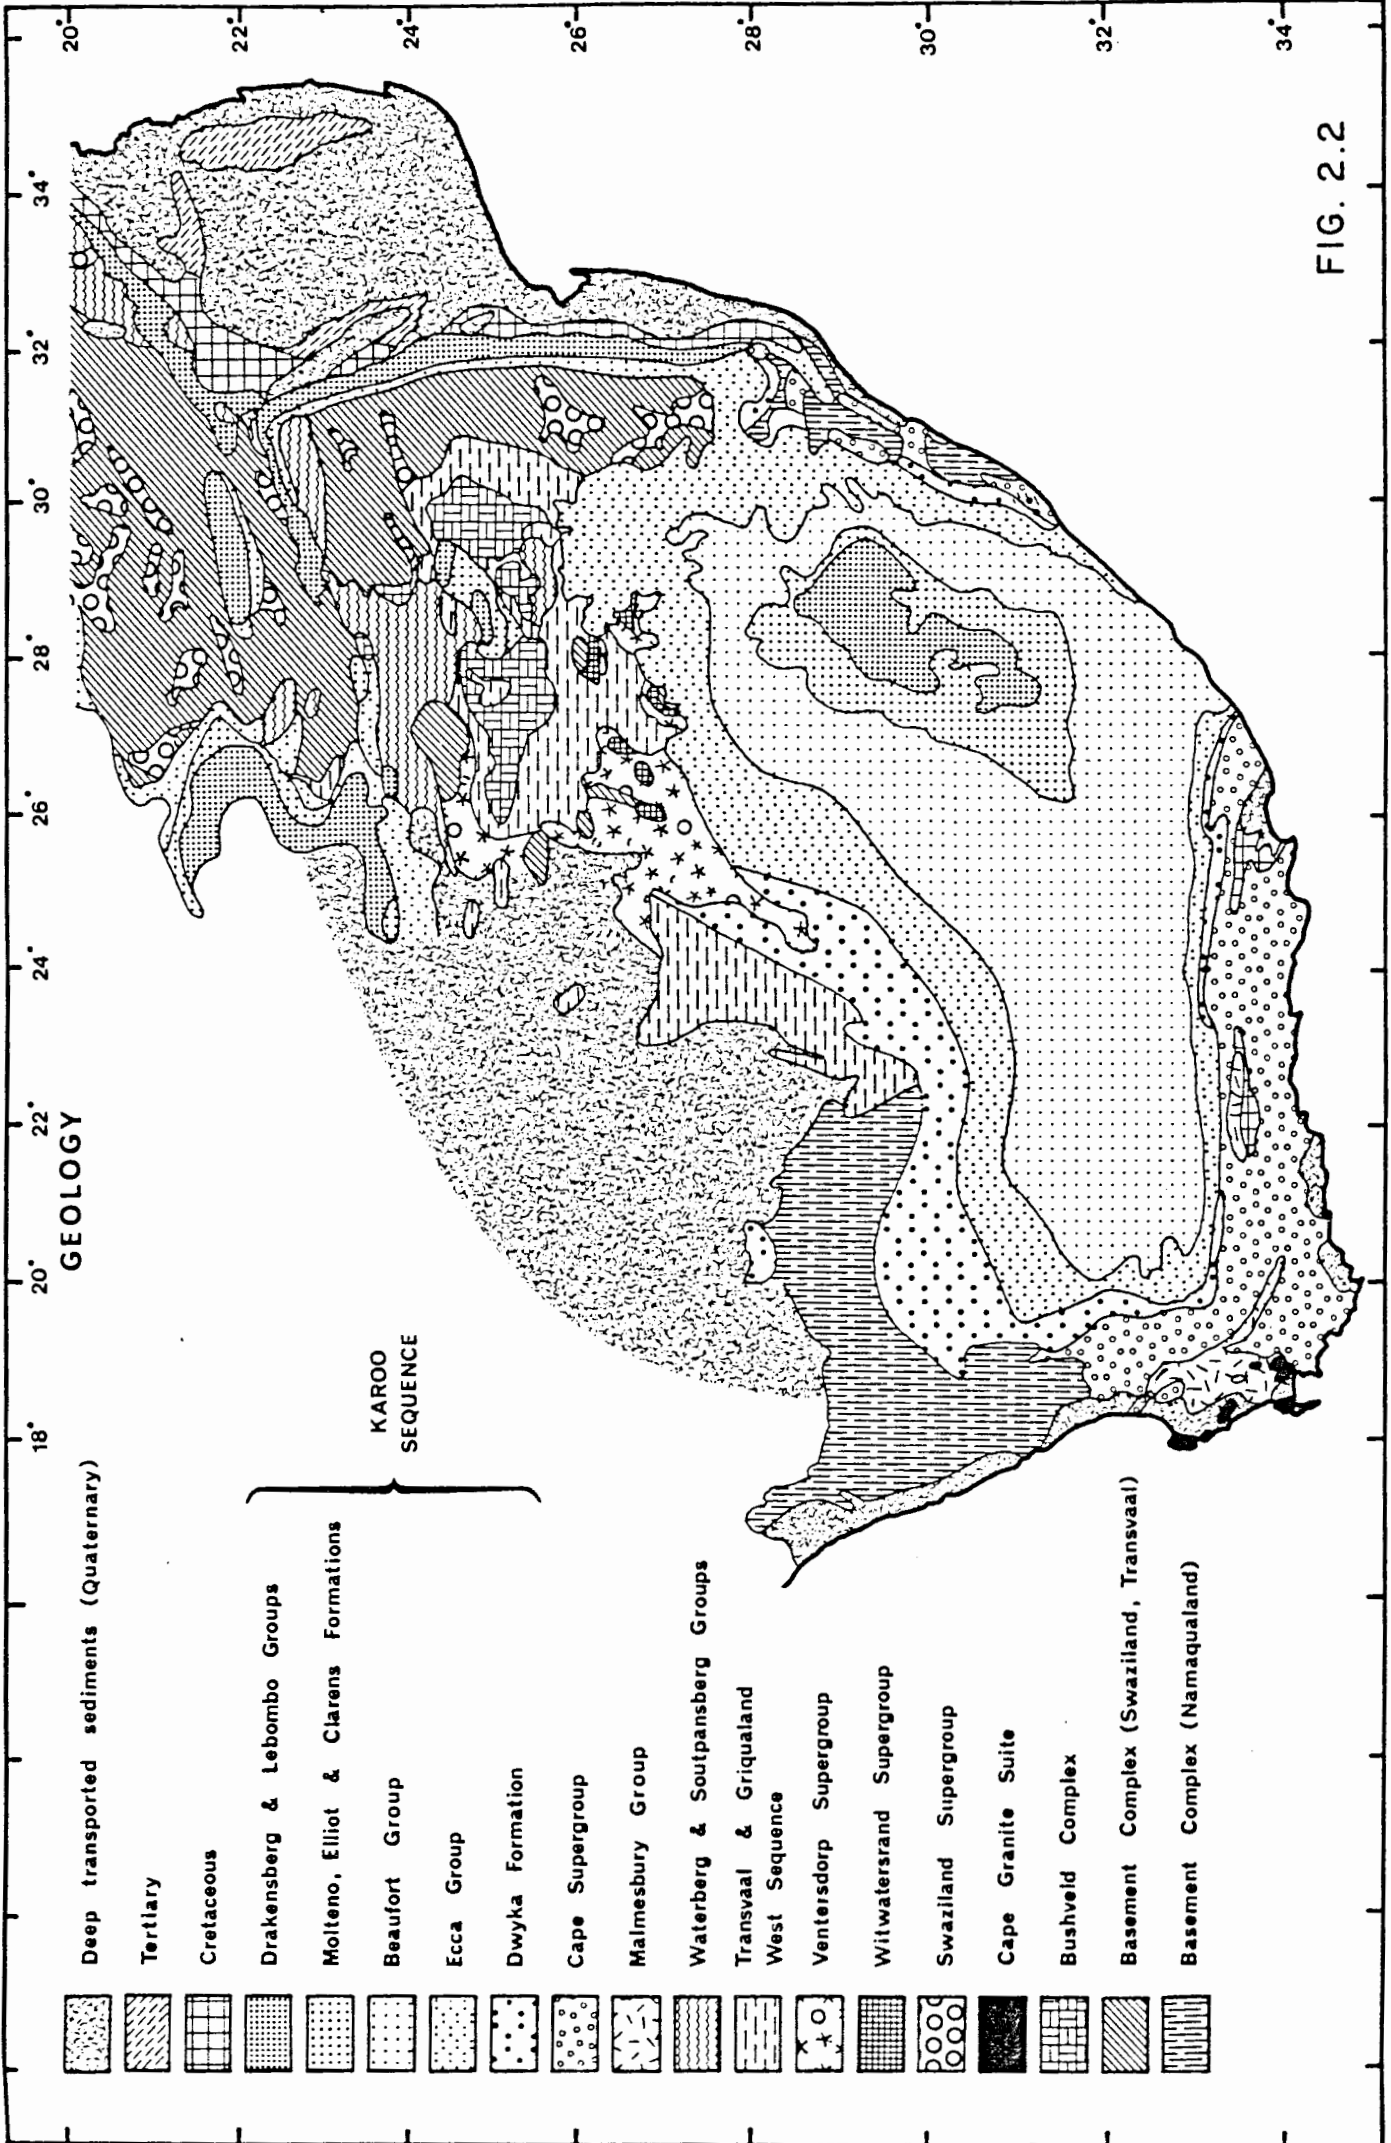 GEOLOGY
18°
20°
22°
24°
26°
28°
30°
32°
34°
20°
22°
24°
26°
28°
30°
32°
34°
Deep transported sediments (Quaternary)
Tertiary
Cretaceous
Drakensberg & Lebombo Groups
Molteno, Elliot & Clarens Formations
Beaufort Group
Ecca Group
Dwyka Formation
KAROO
SEQUENCE
Cape Supergroup
Malmesbury Group
Waterberg & Soutpansberg Groups
Transvaal & Griqualand
West Sequence
Ventersdorp Supergroup
Witwatersrand Supergroup
Swaziland Supergroup
Cape Granite Suite
Bushveld Complex
Basement Complex (Swaziland, Transvaal)
Basement Complex (Namaqualand)
FIG. 2.2